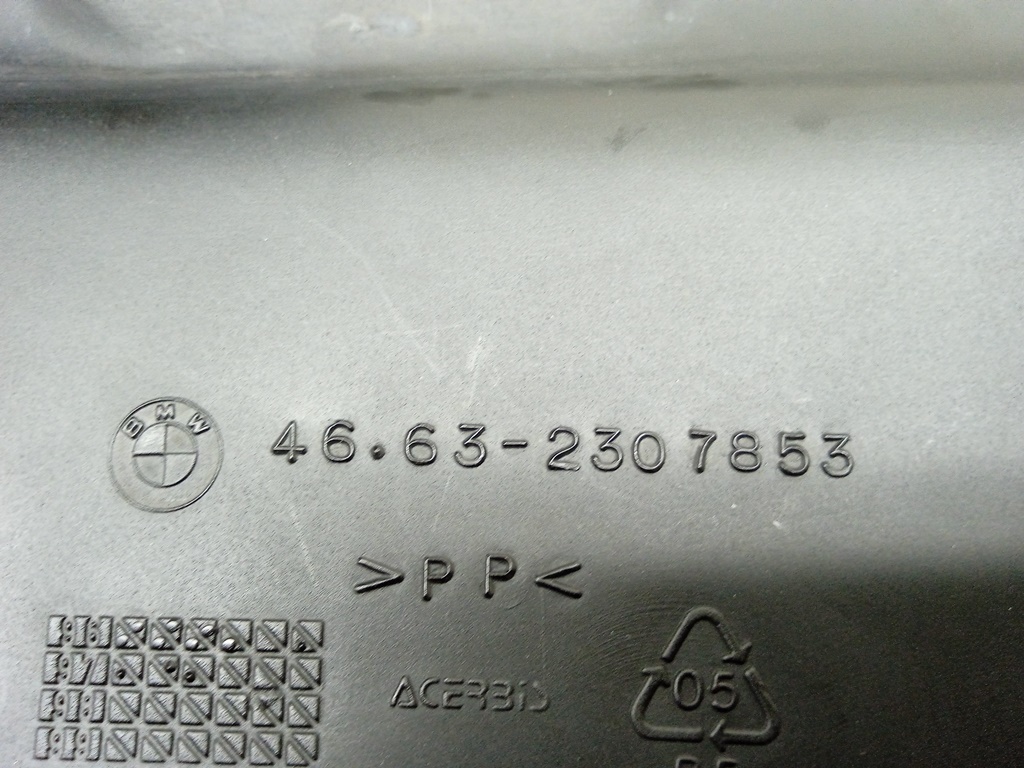 BMW 46.63-2307853
>PP<
ACERBIS
05